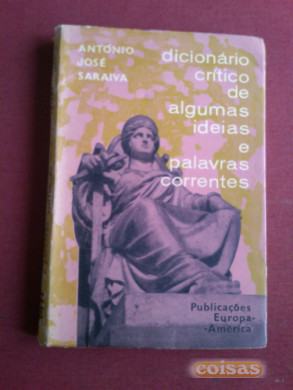 ANTÓNIO
JOSÉ
SARAIVA
dicionário
crítico
de
algumas
ideias
e
palavras
correntes
Publicações
Europa-
-América
coisas